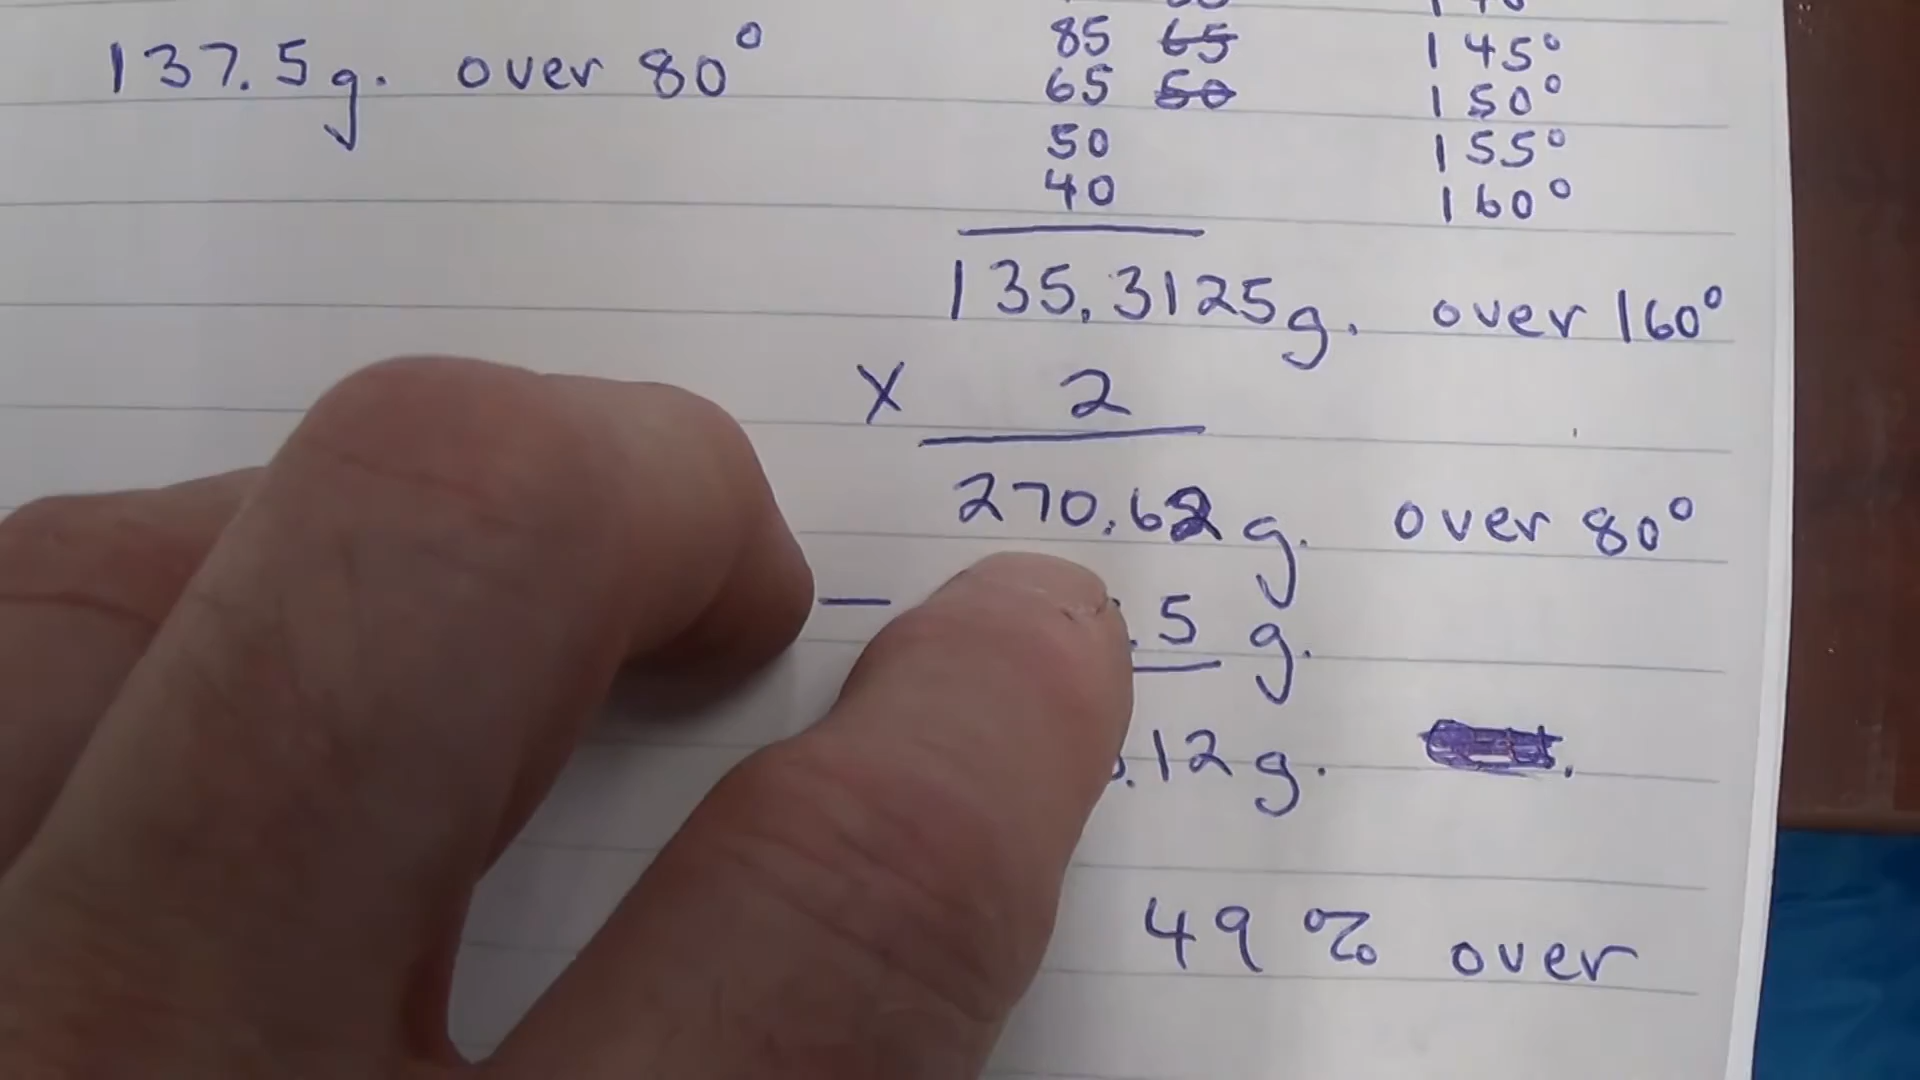 137.5g. over 80°
85 65 145°
65 50 150°
50 155°
40 160°
135.3125g. over 160°
x 2
270.62g. over 80°
— .5 g.
.12g.
49% over